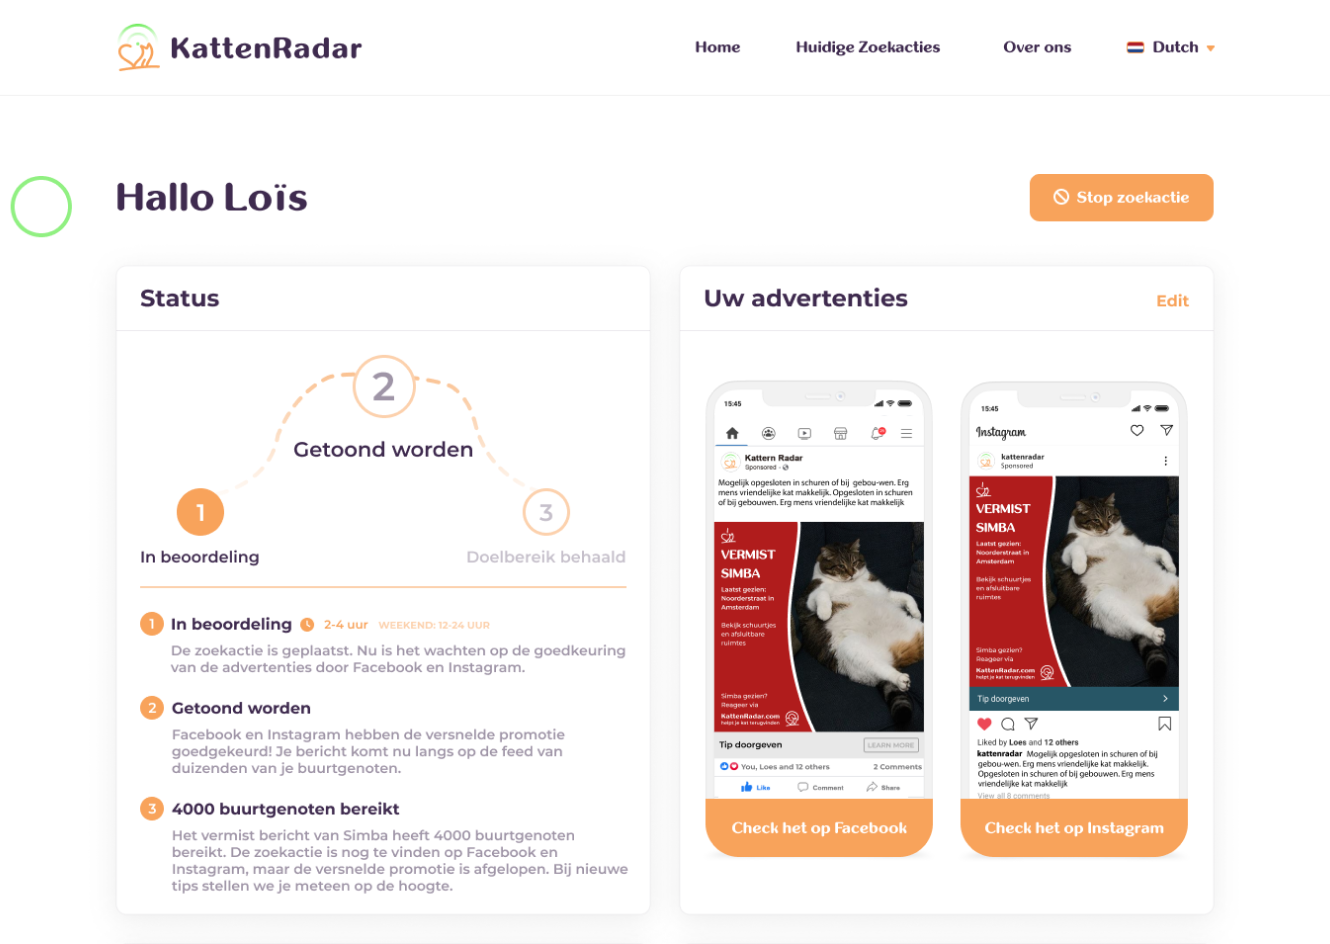 KattenRadar
Home
Huidige Zoekacties
Over ons
Dutch
Hallo Loïs
Stop zoekactie
Status
2
Getoond worden
1
3
In beoordeling
Doelbereik behaald
1 In beoordeling 2-4 uur WEEKEND: 12-24 UUR
De zoekactie is geplaatst. Nu is het wachten op de goedkeuring
van de advertenties door Facebook en Instagram.
2 Getoond worden
Facebook en Instagram hebben de versnelde promotie
goedgekeurd! Je bericht komt nu langs op de feed van
duizenden van je buurtgenoten.
3 4000 buurtgenoten bereikt
Het vermist bericht van Simba heeft 4000 buurtgenoten
bereikt. De zoekactie is nog te vinden op Facebook en
Instagram, maar de versnelde promotie is afgelopen. Bij nieuwe
tips stellen we je meteen op de hoogte.
Uw advertenties
Edit
15:45
Kattern Radar
Sponsored
Mogelijk opgesloten in schuren of bij gebou-wen. Erg
mens vriendelijke kat makkelijk. Opgesloten in schuren
of bij gebouwen. Erg mens vriendelijke kat makkelijk
VERMIST
SIMBA
Laatst gezien:
Noorderstraat in
Amsterdam
Bekijk schuurtjes
en afsluitbare
ruimtes
Simba gezien?
Reageer via
KattenRadar.com
helpt je kat terugvinden
Tip doorgeven
LEARN MORE
You, Loes and 12 others
2 Comments
Like
Comment
Share
Check het op Facebook
15:45
Instagram
kattenradar
Sponsored
VERMIST
SIMBA
Laatst gezien:
Noorderstraat in
Amsterdam
Bekijk schuurtjes
en afsluitbare
ruimtes
Simba gezien?
Reageer via
KattenRadar.com
helpt je kat terugvinden
Tip doorgeven
Liked by Loes and 12 others
kattenradar Mogelijk opgesloten in schuren of bij
gebou-wen. Erg mens vriendelijke kat makkelijk.
Opgesloten in schuren of bij gebouwen. Erg mens
vriendelijke kat makkelijk
View all 8 comments
Check het op Instagram